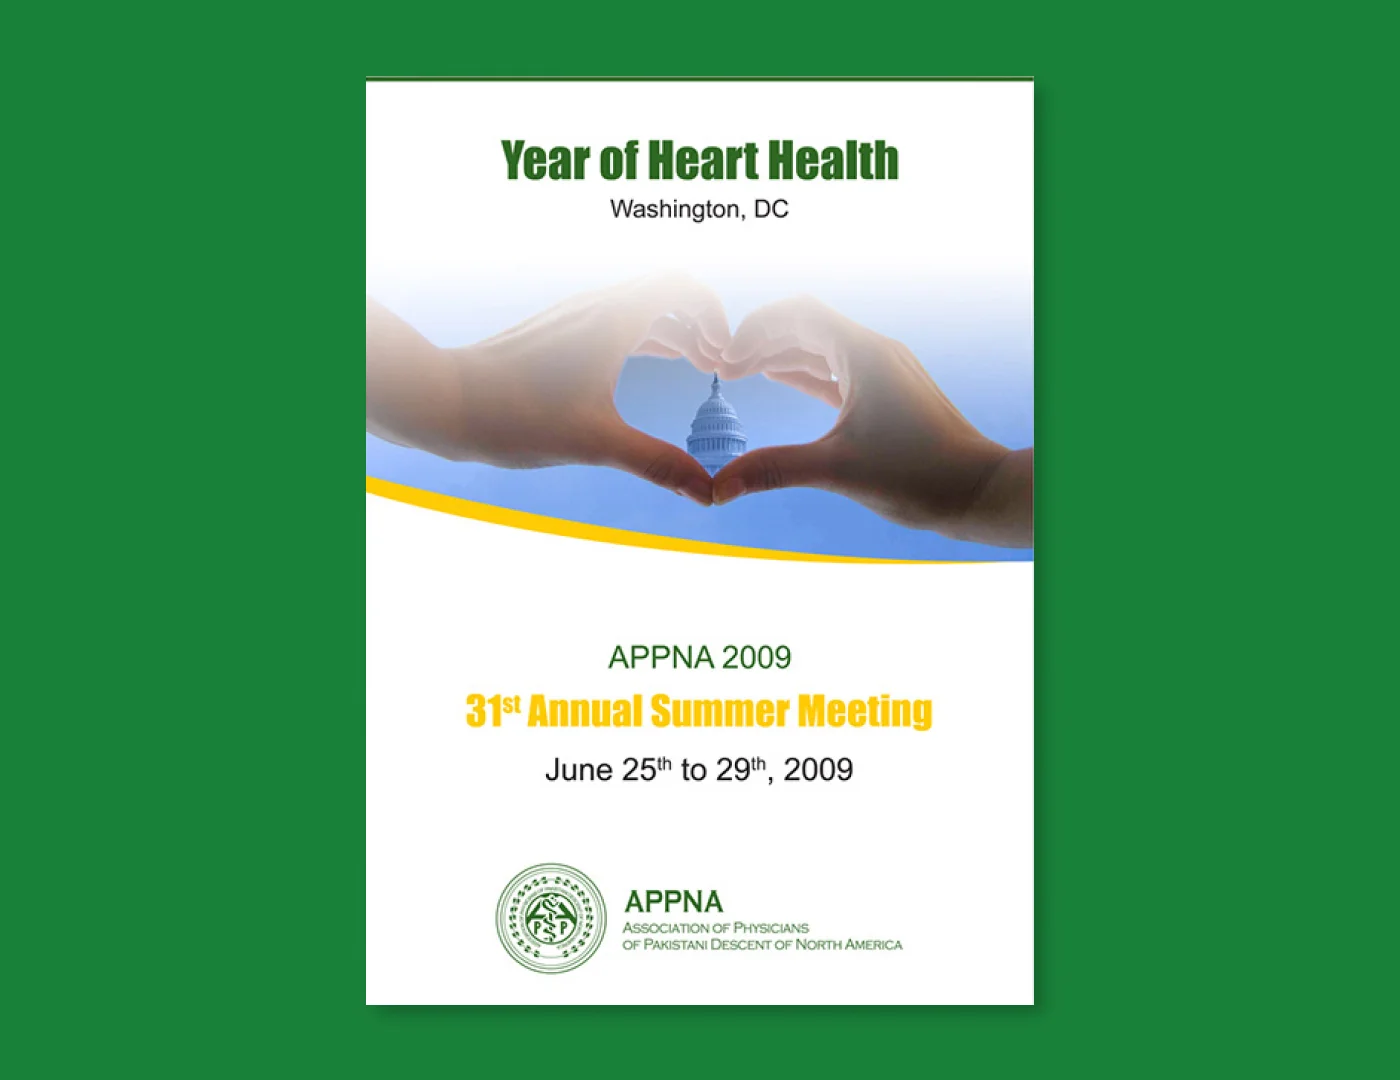 Year of Heart Health
Washington, DC
APPNA 2009
31st Annual Summer Meeting
June 25th to 29th, 2009
P P
APPNA
ASSOCIATION OF PHYSICIANS
OF PAKISTANI DESCENT OF NORTH AMERICA